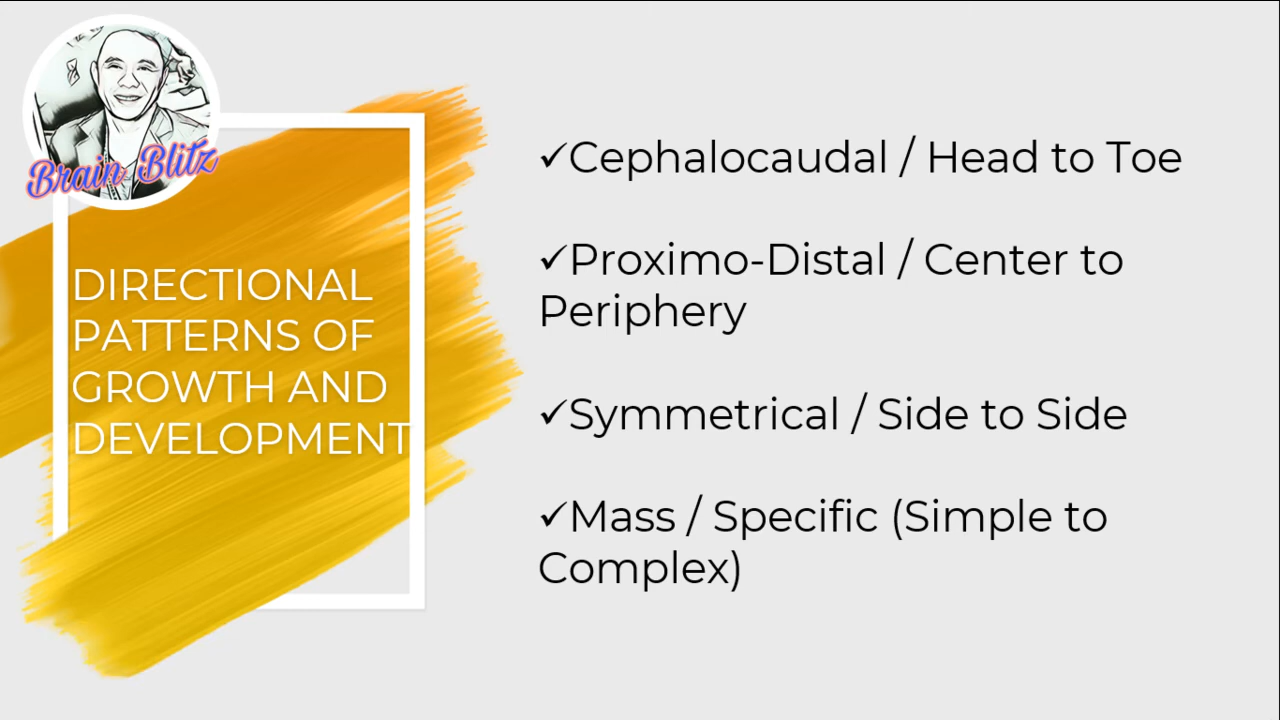 Brain Blitz
DIRECTIONAL
PATTERNS OF
GROWTH AND
DEVELOPMENT
✓Cephalocaudal / Head to Toe
✓Proximo-Distal / Center to
Periphery
✓Symmetrical / Side to Side
✓Mass / Specific (Simple to
Complex)